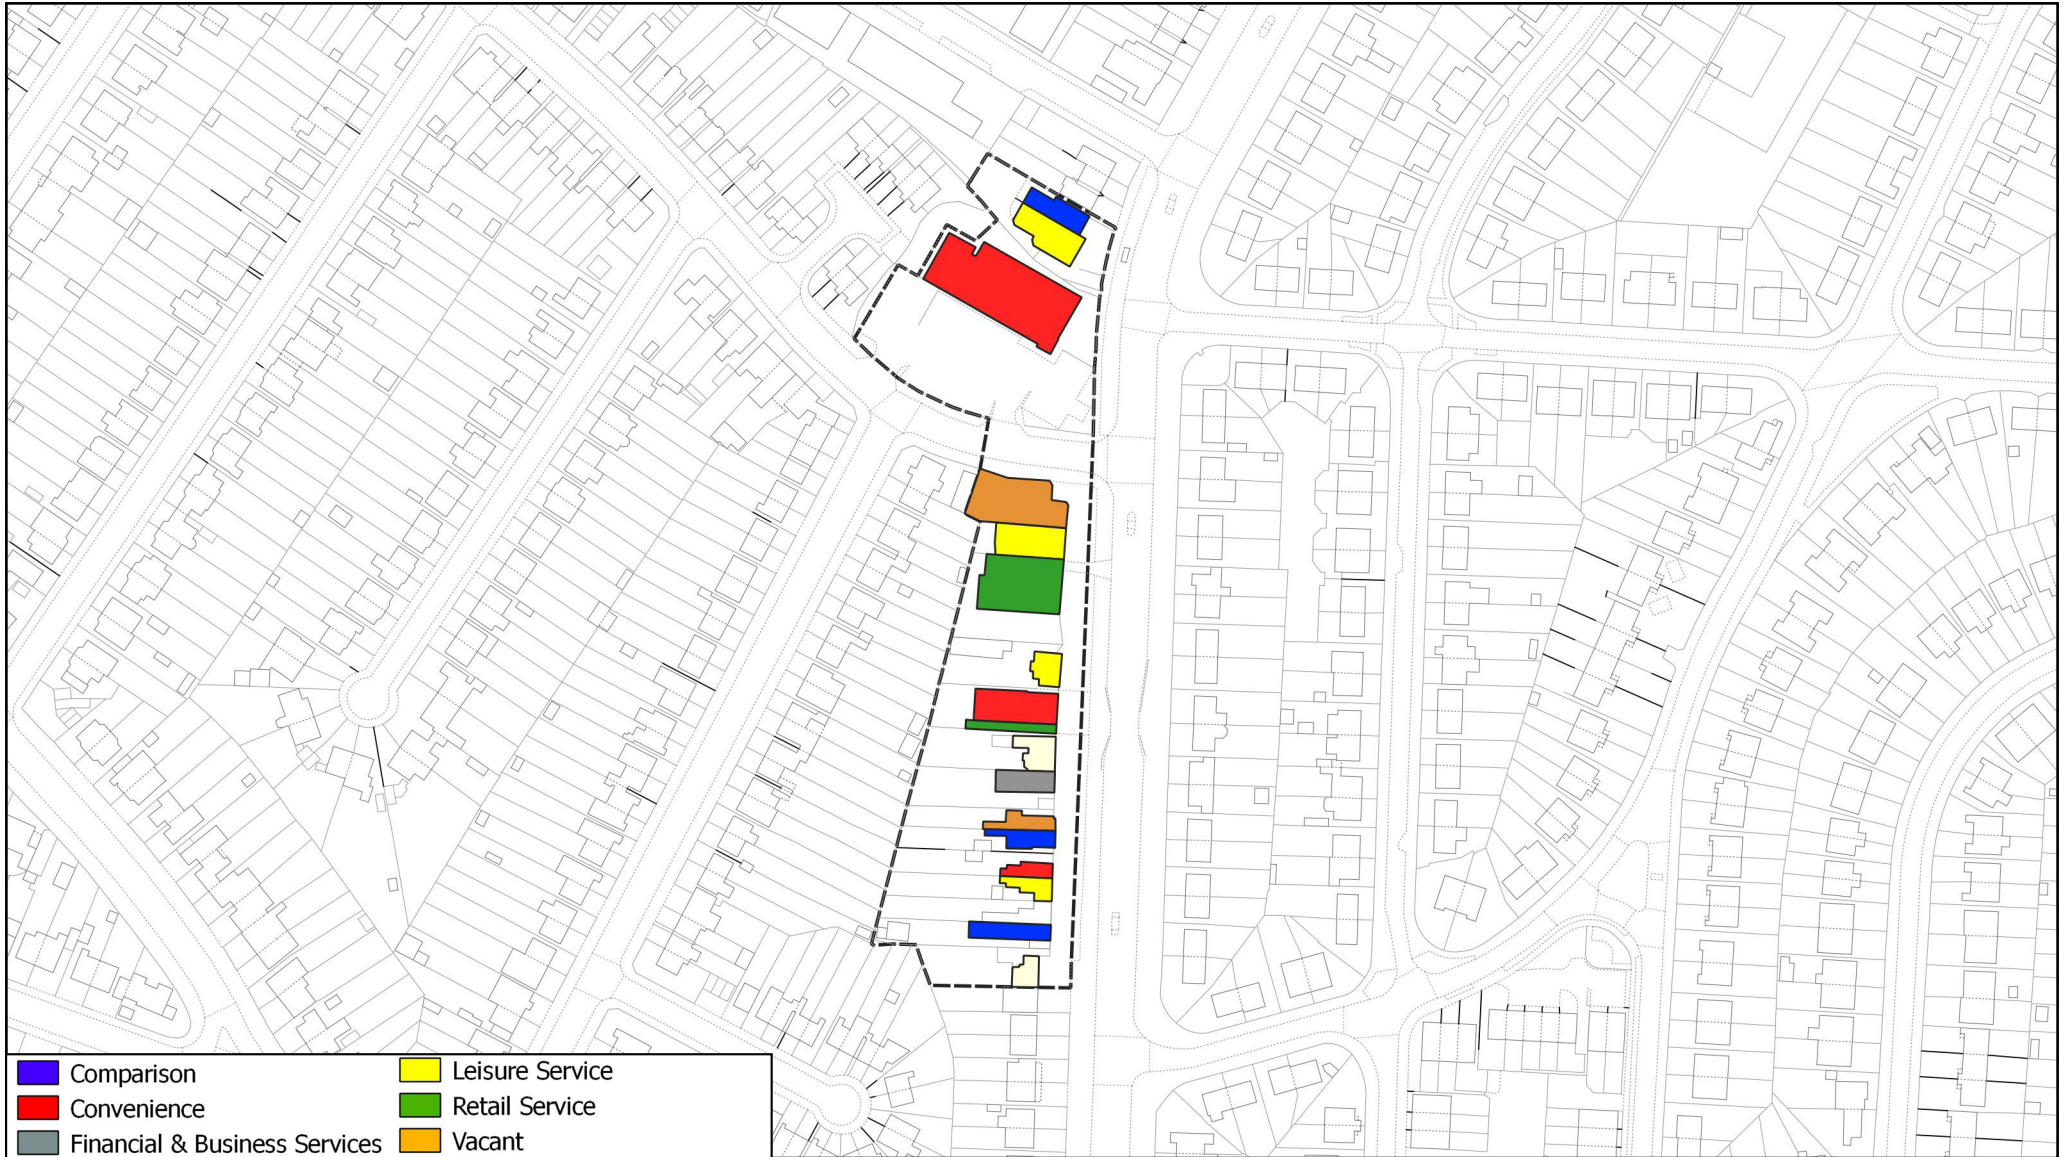 Comparison
Convenience
Financial & Business Services
Leisure Service
Retail Service
Vacant